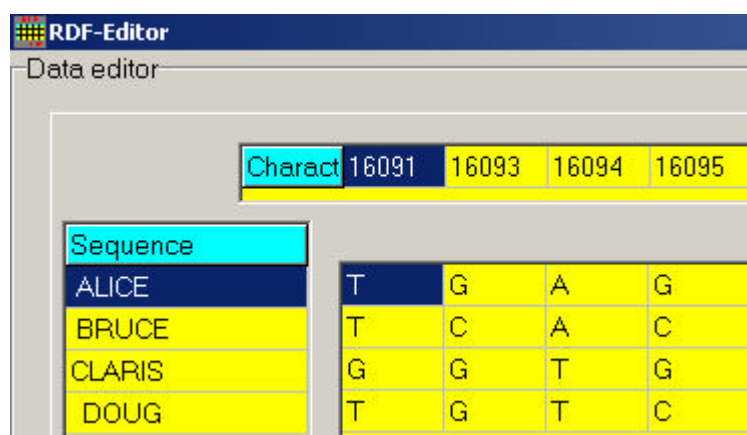 RDF-Editor
Data editor
Charact 16091 16093 16094 16095
Sequence
ALICE T G A G
BRUCE T C A C
CLARIS G G T G
DOUG T G T C